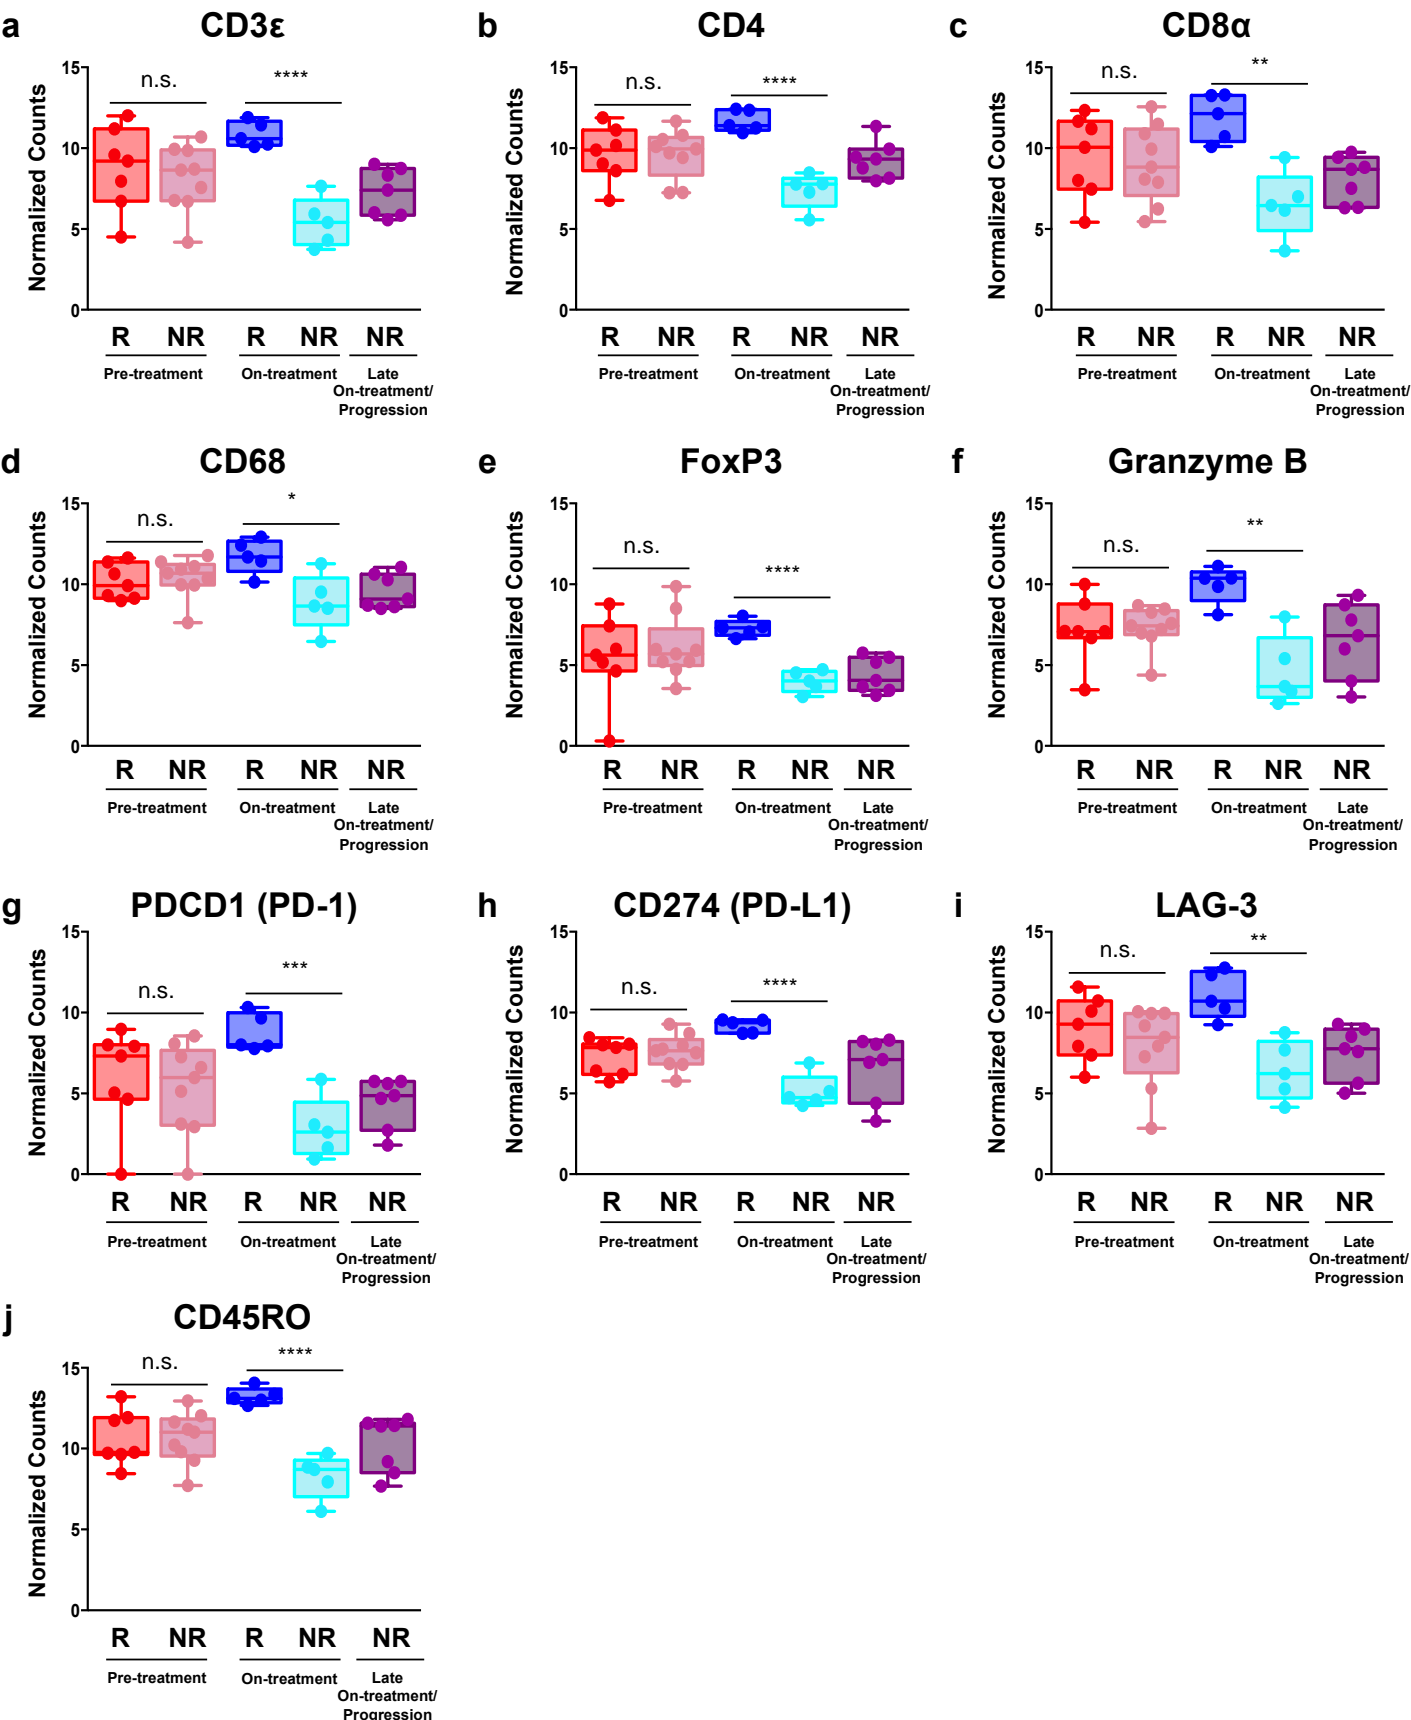 a CD3ε
15
10
5
0
Normalized Counts
n.s. ****
R NR R NR NR
Pre-treatment On-treatment Late
On-treatment/
Progression
b CD4
15
10
5
0
Normalized Counts
n.s. ****
R NR R NR NR
Pre-treatment On-treatment Late
On-treatment/
Progression
c CD8α
15
10
5
0
Normalized Counts
n.s. **
R NR R NR NR
Pre-treatment On-treatment Late
On-treatment/
Progression
d CD68
15
10
5
0
Normalized Counts
n.s. *
R NR R NR NR
Pre-treatment On-treatment Late
On-treatment/
Progression
e FoxP3
15
10
5
0
Normalized Counts
n.s. ****
R NR R NR NR
Pre-treatment On-treatment Late
On-treatment/
Progression
f Granzyme B
15
10
5
0
Normalized Counts
n.s. **
R NR R NR NR
Pre-treatment On-treatment Late
On-treatment/
Progression
g PDCD1 (PD-1)
15
10
5
0
Normalized Counts
n.s. ***
R NR R NR NR
Pre-treatment On-treatment Late
On-treatment/
Progression
h CD274 (PD-L1)
15
10
5
0
Normalized Counts
n.s. ****
R NR R NR NR
Pre-treatment On-treatment Late
On-treatment/
Progression
i LAG-3
15
10
5
0
Normalized Counts
n.s. **
R NR R NR NR
Pre-treatment On-treatment Late
On-treatment/
Progression
j CD45RO
15
10
5
0
Normalized Counts
n.s. ****
R NR R NR NR
Pre-treatment On-treatment Late
On-treatment/
Progression